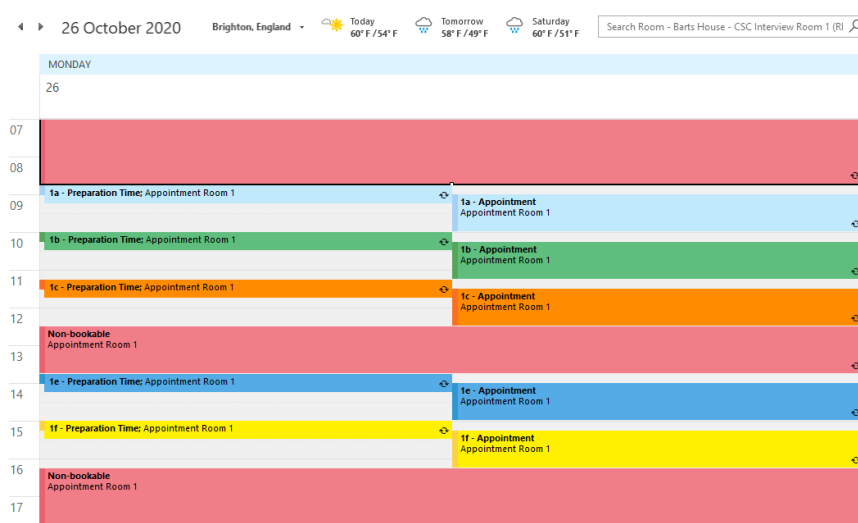 26 October 2020
Brighton, England
Today
60° F / 54° F
Tomorrow
58° F / 49° F
Saturday
60° F / 51° F
Search Room - Barts House - CSC Interview Room 1 (RI
MONDAY
26
07
08
1a - Preparation Time; Appointment Room 1
09
1a - Appointment
Appointment Room 1
10
1b - Preparation Time; Appointment Room 1
1b - Appointment
Appointment Room 1
11
1c - Preparation Time; Appointment Room 1
1c - Appointment
Appointment Room 1
12
Non-bookable
Appointment Room 1
13
1e - Preparation Time; Appointment Room 1
14
1e - Appointment
Appointment Room 1
15
1f - Preparation Time; Appointment Room 1
1f - Appointment
Appointment Room 1
16
Non-bookable
Appointment Room 1
17